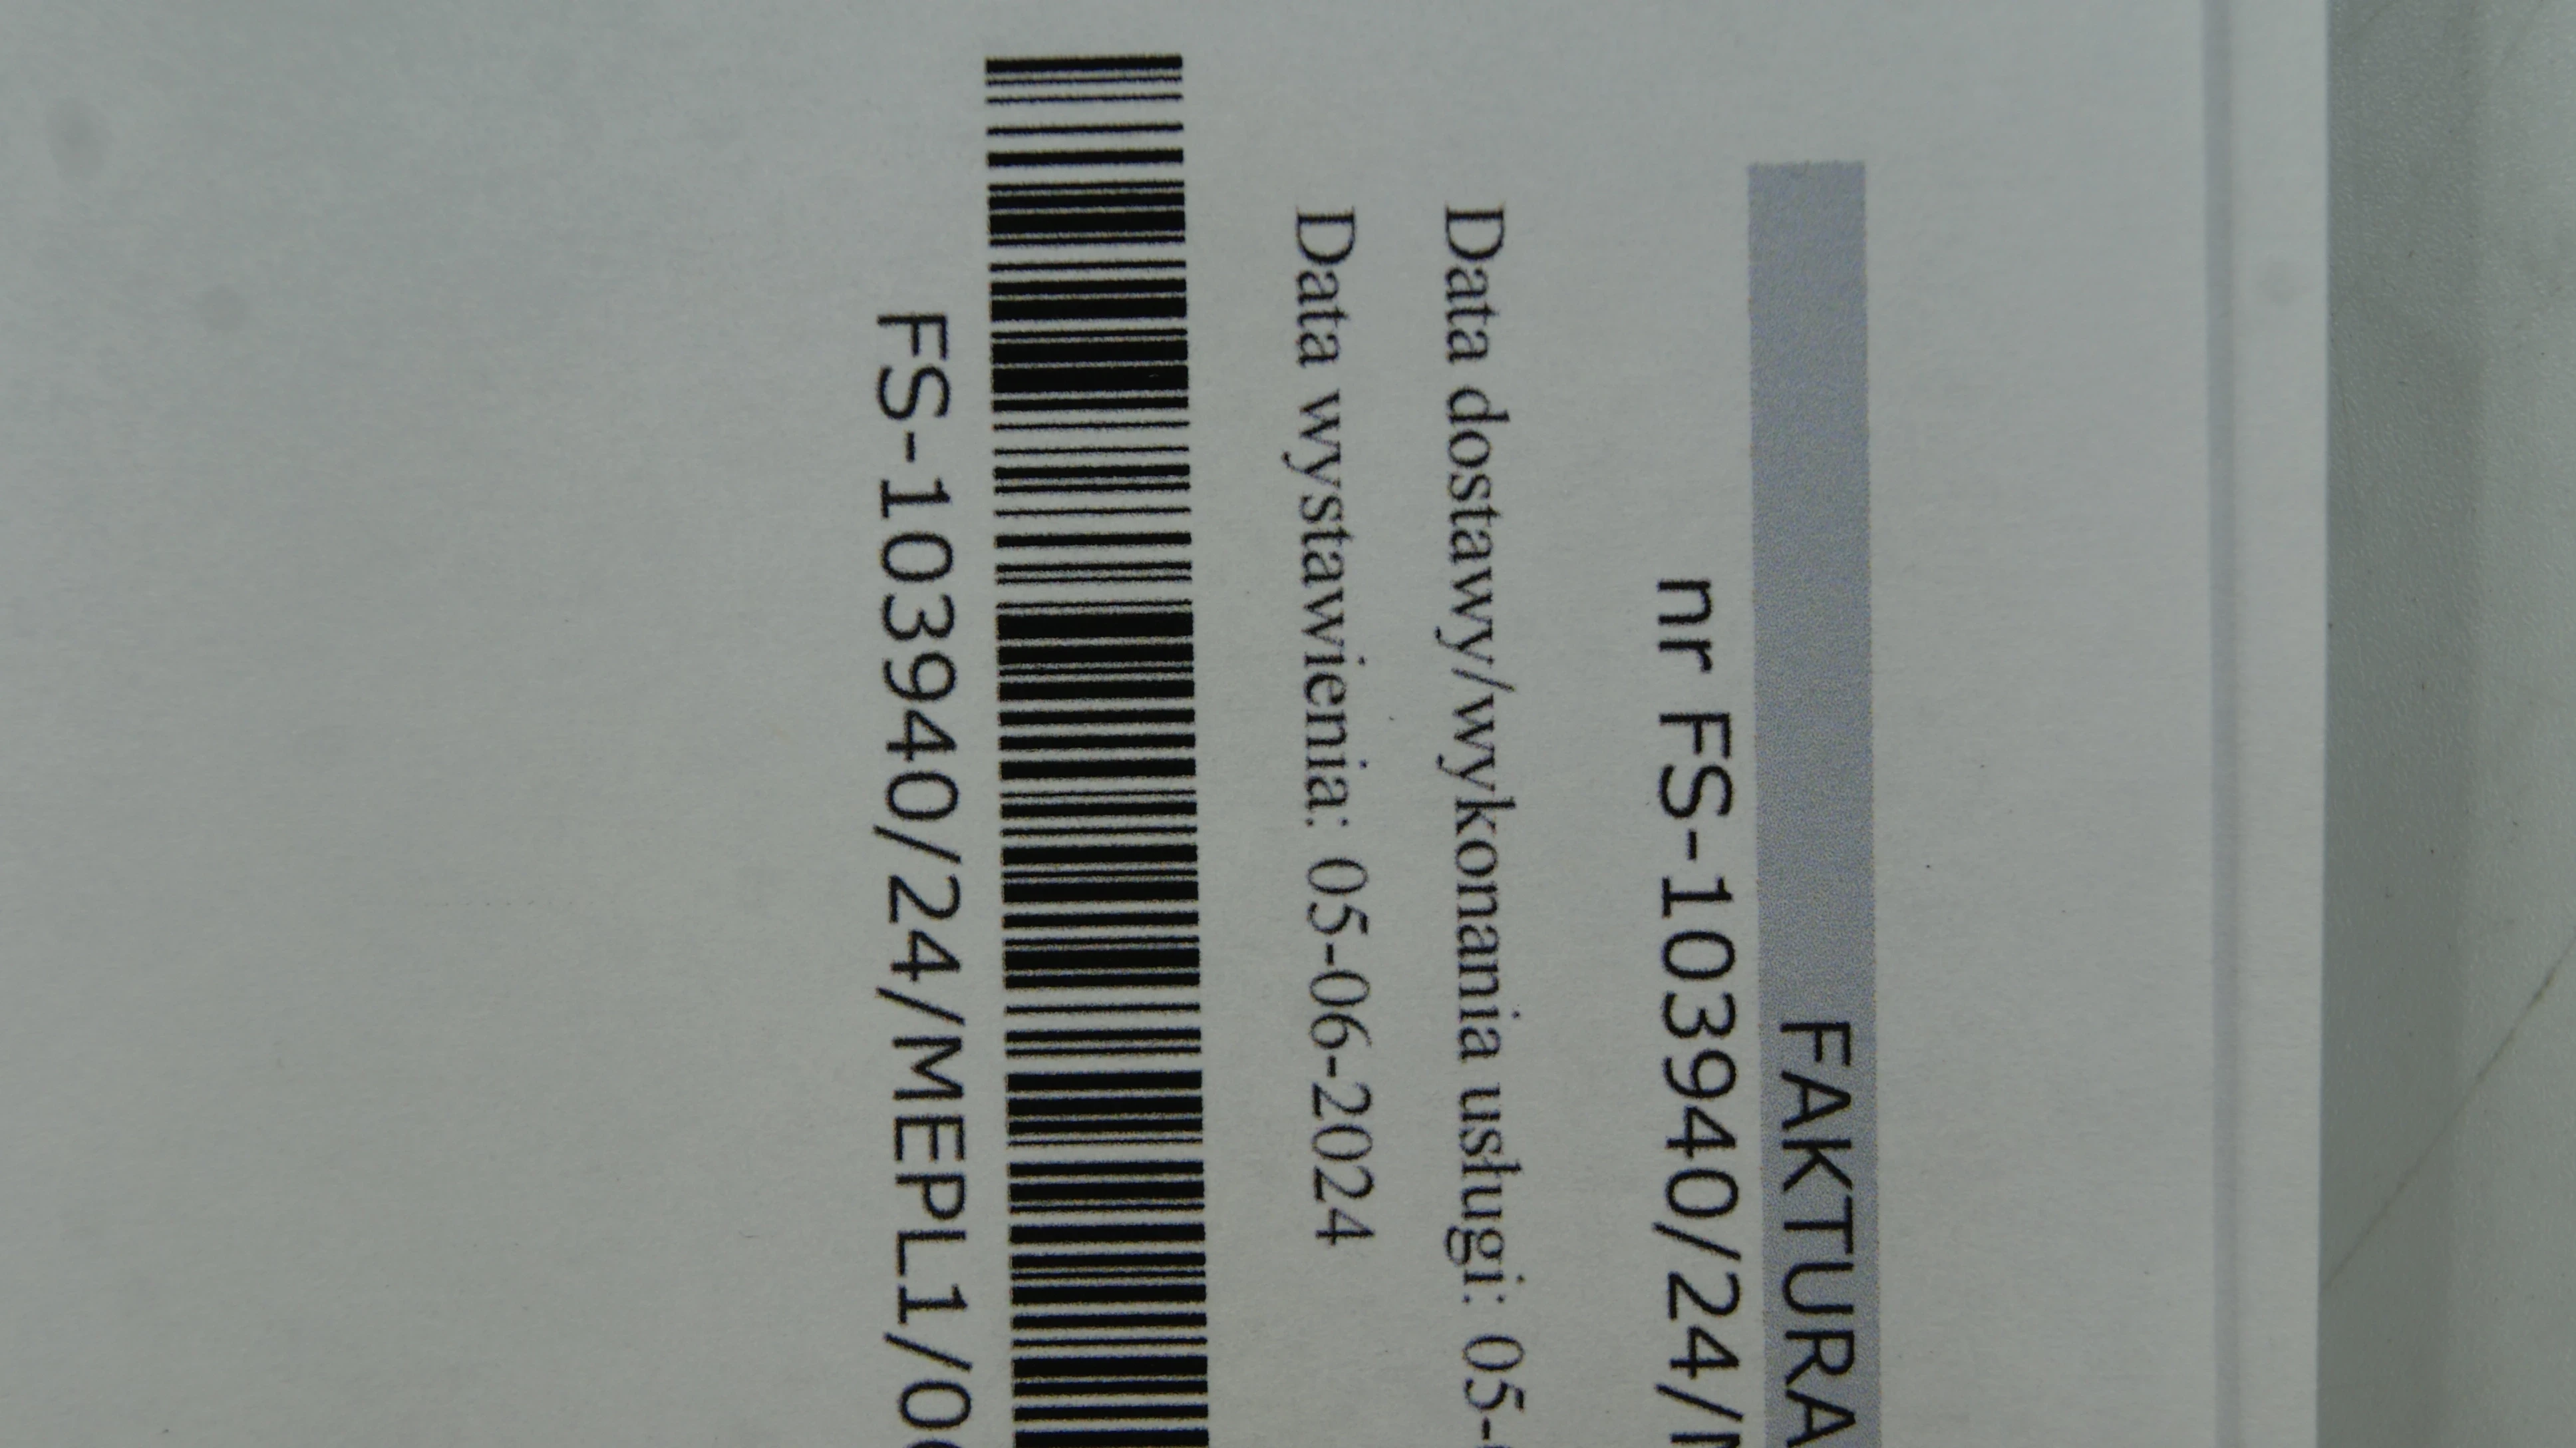 FAKTURA
nr FS-103940/24/
Data dostawy/wykonania usługi: 05-
Data wystawienia: 05-06-2024
FS-103940/24/MEPL1/0